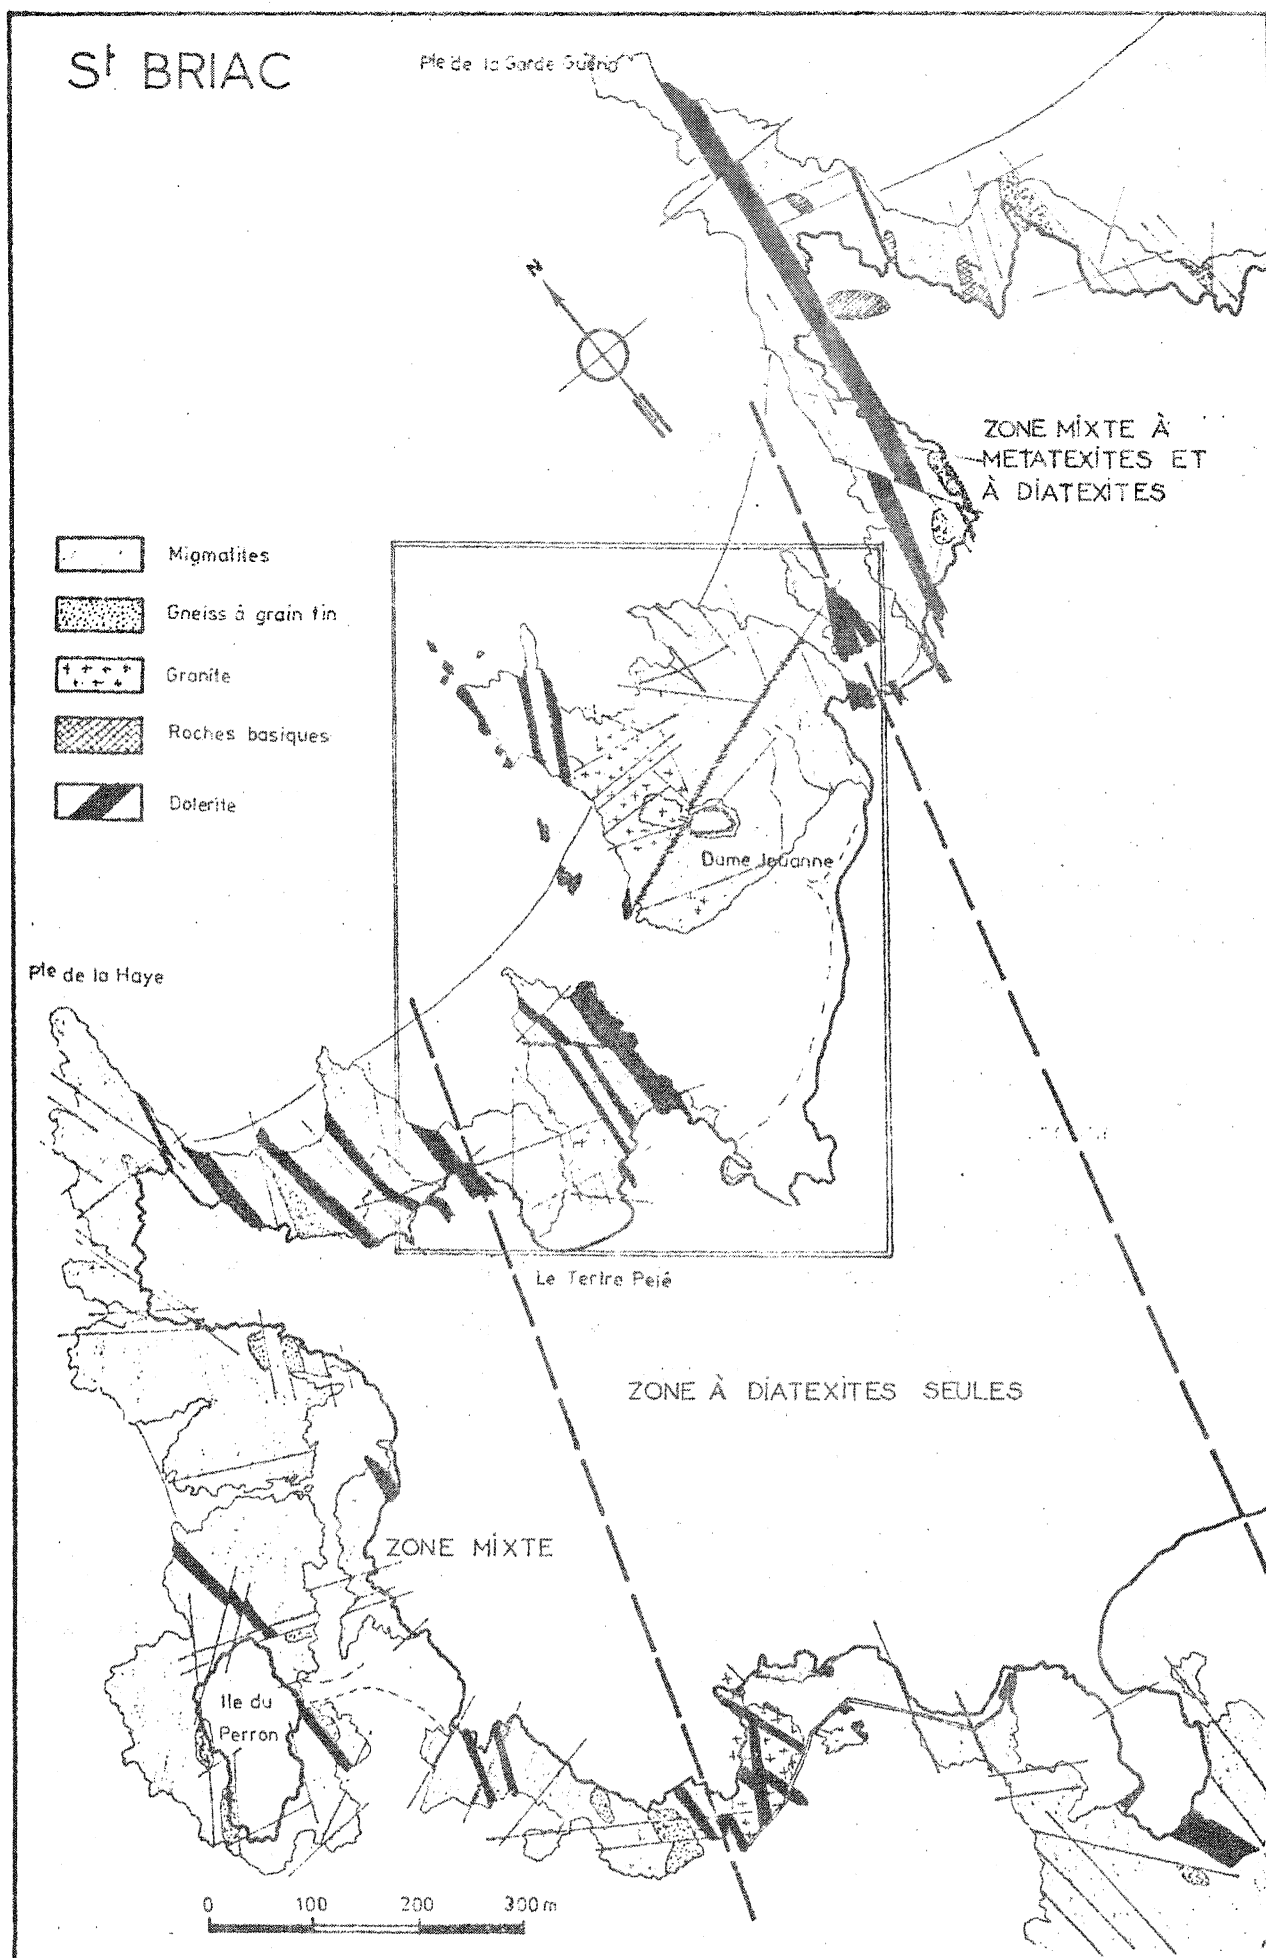 St BRIAC
Pte de la Garde Guérin
N
ZONE MIXTE À
METATEXITES ET
À DIATEXITES
Migmatites
Gneiss à grain fin
Granite
Roches basiques
Dolerite
Dame Jouanne
Pte de la Haye
Le Tertre Pelé
ZONE À DIATEXITES SEULES
ZONE MIXTE
Ile du
Perron
0 100 200 300 m